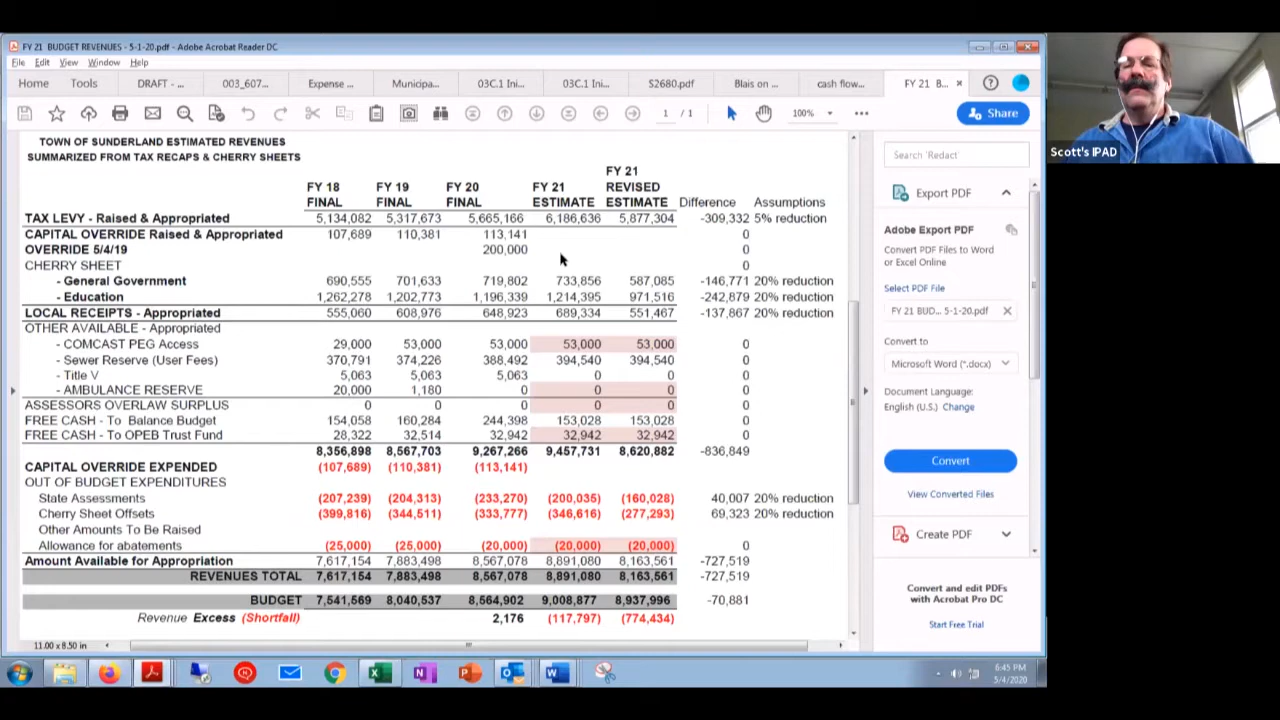 FY 21 BUDGET REVENUES - 5-1-20.pdf - Adobe Acrobat Reader DC
File Edit View Window Help
Home Tools DRAFT - ... 003_607... Expense ... Municipa... 03C.1 Ini... 03C.1 Ini... S2680.pdf Blais on ... cash flow... FY 21 B... ×
1 / 1 100% Share
TOWN OF SUNDERLAND ESTIMATED REVENUES
SUMMARIZED FROM TAX RECAPS & CHERRY SHEETS
FY 21
FY 18 FY 19 FY 20 FY 21 REVISED
FINAL FINAL FINAL ESTIMATE ESTIMATE Difference Assumptions
TAX LEVY - Raised & Appropriated 5,134,082 5,317,673 5,665,166 6,186,636 5,877,304 -309,332 5% reduction
CAPITAL OVERRIDE Raised & Appropriated 107,689 110,381 113,141 0
OVERRIDE 5/4/19 200,000 0
CHERRY SHEET 0
- General Government 690,555 701,633 719,802 733,856 587,085 -146,771 20% reduction
- Education 1,262,278 1,202,773 1,196,339 1,214,395 971,516 -242,879 20% reduction
LOCAL RECEIPTS - Appropriated 555,060 608,976 648,923 689,334 551,467 -137,867 20% reduction
OTHER AVAILABLE - Appropriated
- COMCAST PEG Access 29,000 53,000 53,000 53,000 53,000 0
- Sewer Reserve (User Fees) 370,791 374,226 388,492 394,540 394,540 0
- Title V 5,063 5,063 5,063 0 0 0
- AMBULANCE RESERVE 20,000 1,180 0 0 0
ASSESSORS OVERLAW SURPLUS 0 0 0 0 0 0
FREE CASH - To Balance Budget 154,058 160,284 244,398 153,028 153,028 0
FREE CASH - To OPEB Trust Fund 28,322 32,514 32,942 32,942 32,942 0
8,356,898 8,567,703 9,267,266 9,457,731 8,620,882 -836,849
CAPITAL OVERRIDE EXPENDED (107,689) (110,381) (113,141)
OUT OF BUDGET EXPENDITURES
State Assessments (207,239) (204,313) (233,270) (200,035) (160,028) 40,007 20% reduction
Cherry Sheet Offsets (399,816) (344,511) (333,777) (346,616) (277,293) 69,323 20% reduction
Other Amounts To Be Raised
Allowance for abatements (25,000) (25,000) (20,000) (20,000) (20,000) 0
Amount Available for Appropriation 7,617,154 7,883,498 8,567,078 8,891,080 8,163,561 -727,519
REVENUES TOTAL 7,617,154 7,883,498 8,567,078 8,891,080 8,163,561 -727,519
BUDGET 7,541,569 8,040,537 8,564,902 9,008,877 8,937,996 -70,881
Revenue Excess (Shortfall) 2,176 (117,797) (774,434)
11.00 x 8.50 in
Search 'Redact'
Export PDF
Adobe Export PDF
Convert PDF Files to Word
or Excel Online
Select PDF File
FY 21 BUD... 5-1-20.pdf ×
Convert to
Microsoft Word (*.docx)
Document Language:
English (U.S.) Change
Convert
View Converted Files
Create PDF
Convert and edit PDFs
with Acrobat Pro DC
Start Free Trial
Scott's IPAD
6:45 PM
5/4/2020